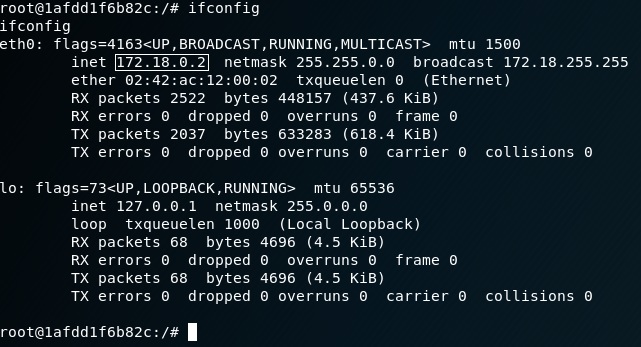 root@1afdd1f6b82c:/# ifconfig
ifconfig
eth0: flags=4163<UP,BROADCAST,RUNNING,MULTICAST>  mtu 1500
        inet 172.18.0.2  netmask 255.255.0.0  broadcast 172.18.255.255
        ether 02:42:ac:12:00:02  txqueuelen 0  (Ethernet)
        RX packets 2522  bytes 448157 (437.6 KiB)
        RX errors 0  dropped 0  overruns 0  frame 0
        TX packets 2037  bytes 633283 (618.4 KiB)
        TX errors 0  dropped 0 overruns 0  carrier 0  collisions 0

lo: flags=73<UP,LOOPBACK,RUNNING>  mtu 65536
        inet 127.0.0.1  netmask 255.0.0.0
        loop  txqueuelen 1000  (Local Loopback)
        RX packets 68  bytes 4696 (4.5 KiB)
        RX errors 0  dropped 0  overruns 0  frame 0
        TX packets 68  bytes 4696 (4.5 KiB)
        TX errors 0  dropped 0 overruns 0  carrier 0  collisions 0

root@1afdd1f6b82c:/#